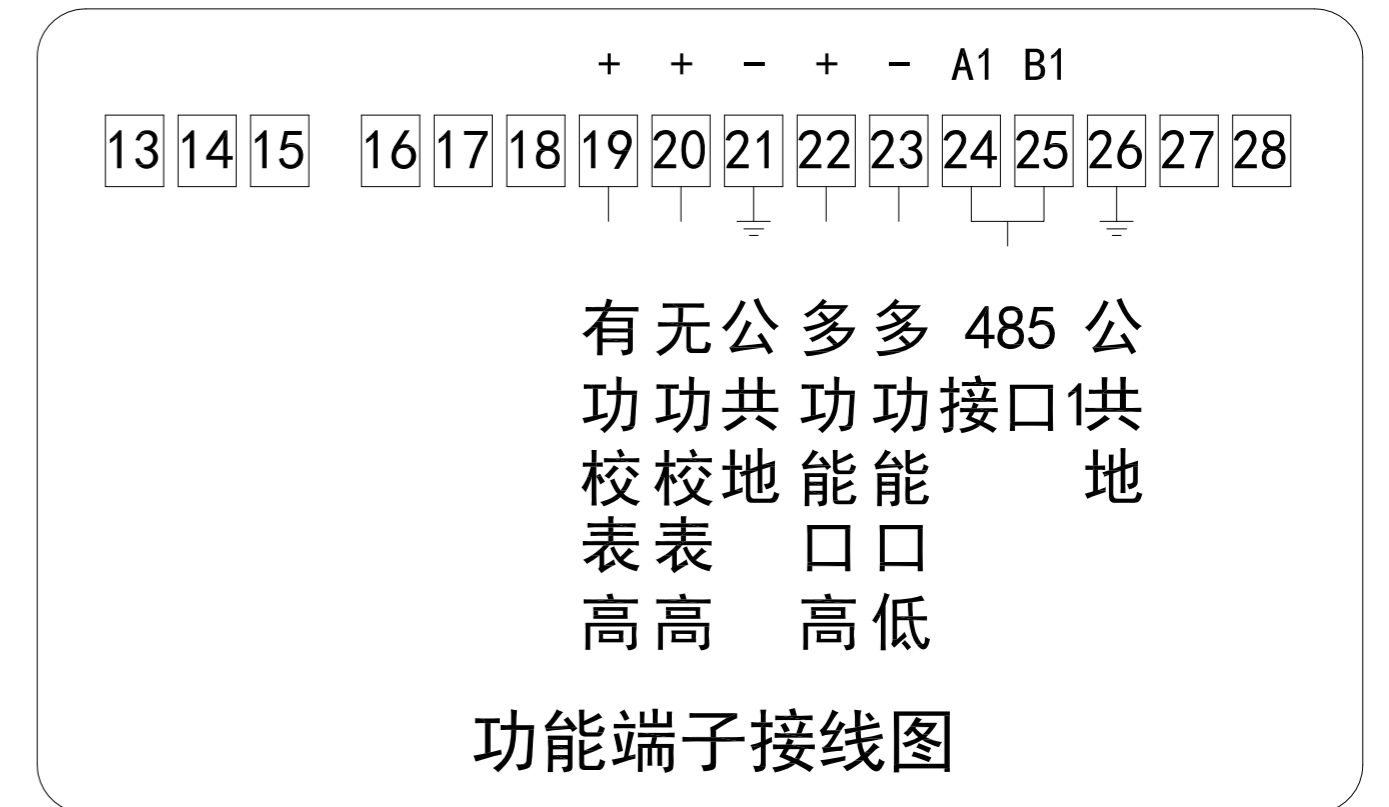 + + - + - A1 B1
13 14 15 16 17 18 19 20 21 22 23 24 25 26 27 28
有功校表高
无功校表高
公共地
多功能口高
多功能口低
485
接口1
公共地
功能端子接线图